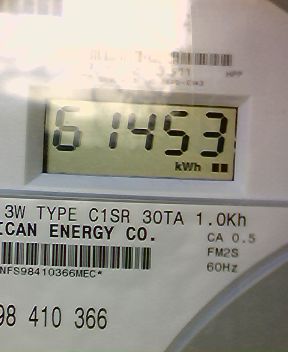 61453
kWh
3W TYPE C1SR 30TA 1.0Kh
ICAN ENERGY CO.
CA 0.5
FM2S
NFS98410366MEC*
60Hz
98 410 366